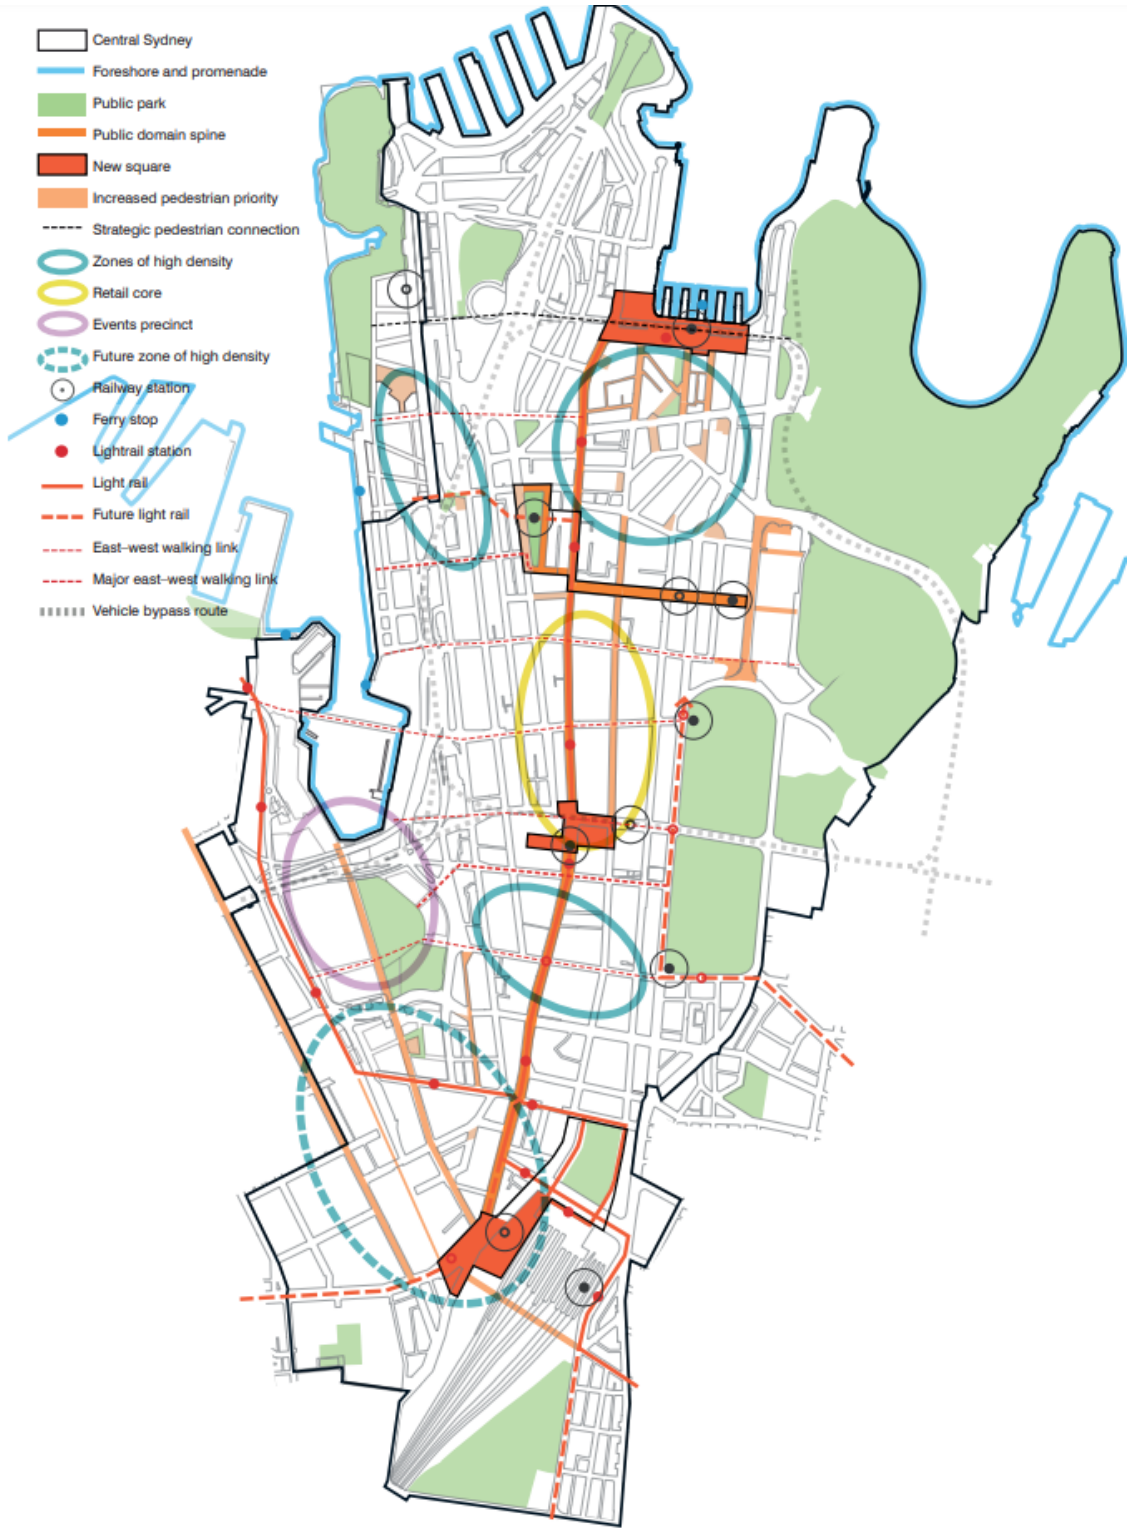 Central Sydney
Foreshore and promenade
Public park
Public domain spine
New square
Increased pedestrian priority
Strategic pedestrian connection
Zones of high density
Retail core
Events precinct
Future zone of high density
Railway station
Ferry stop
Lightrail station
Light rail
Future light rail
East–west walking link
Major east–west walking link
Vehicle bypass route